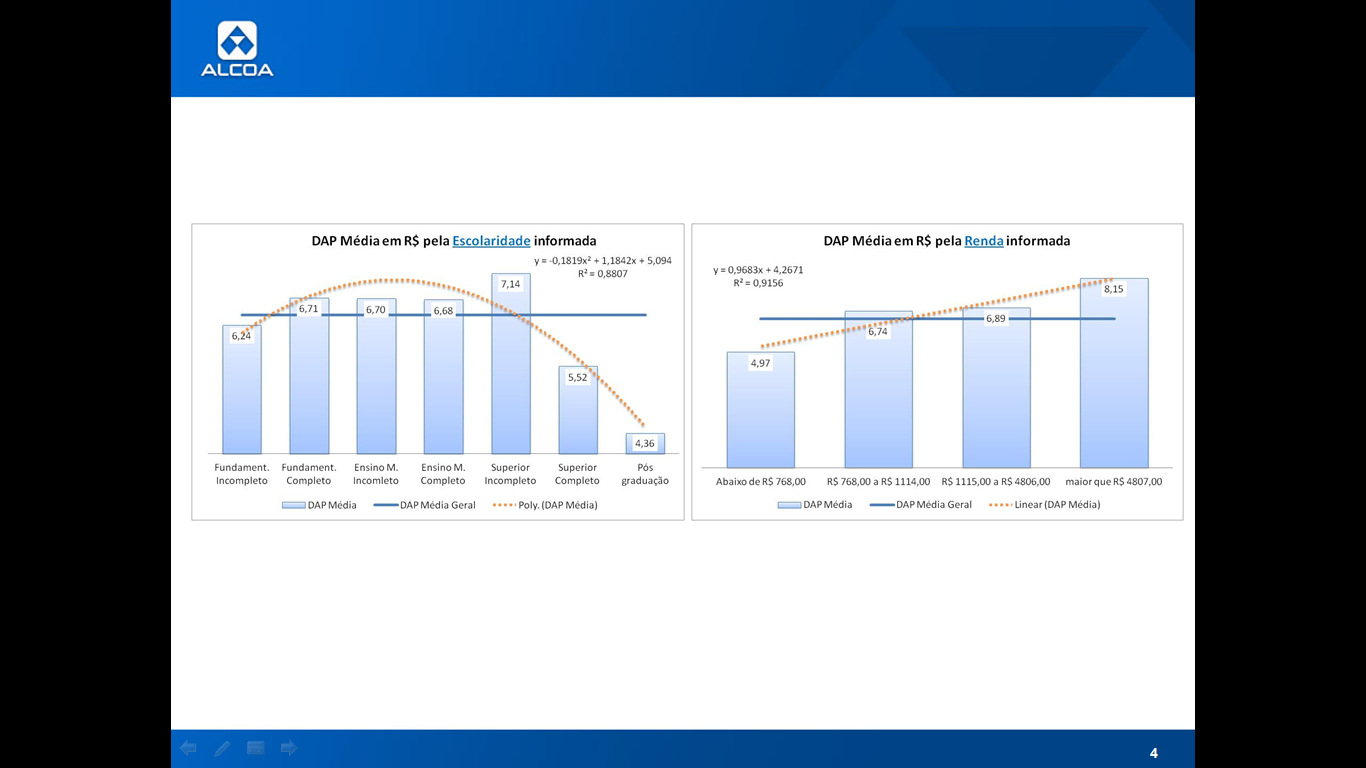 ALCOA
DAP Média em R$ pela Escolaridade informada
y = -0,1819x² + 1,1842x + 5,094
R² = 0,8807
6,24
6,71
6,70
6,68
7,14
5,52
4,36
Fundament. Incompleto
Fundament. Completo
Ensino M. Incomleto
Ensino M. Completo
Superior Incompleto
Superior Completo
Pós graduação
DAP Média
DAP Média Geral
Poly. (DAP Média)
DAP Média em R$ pela Renda informada
y = 0,9683x + 4,2671
R² = 0,9156
4,97
6,74
6,89
8,15
Abaixo de R$ 768,00
R$ 768,00 a R$ 1114,00
R$ 1115,00 a R$ 4806,00
maior que R$ 4807,00
DAP Média
DAP Média Geral
Linear (DAP Média)
4